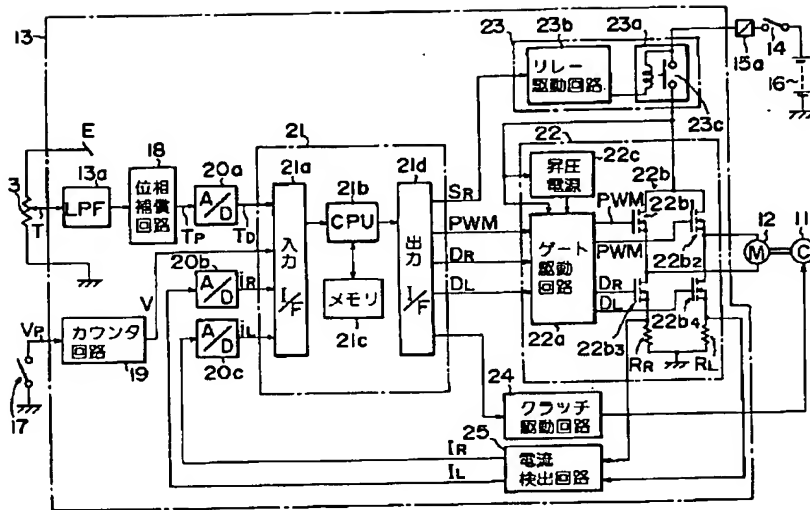 13
23
23b
23a
リレー
駆動回路
23c
15a
14
16
E
3
T
13a
LPF
18
位相
補償
回路
TP
20a
A/D
TD
21
21a
入力
I/F
21b
CPU
21c
メモリ
21d
出力
I/F
SR
PWM
DR
DL
22
22c
昇圧
電源
22a
ゲート
駆動
回路
PWM
PWM
DR
DL
22b
22b1
22b2
22b3
22b4
RR
RL
12
M
11
C
20b
A/D
iR
20c
A/D
iL
V
VP
17
カウンタ
回路
19
24
クラッチ
駆動回路
25
電流
検出回路
IR
IL